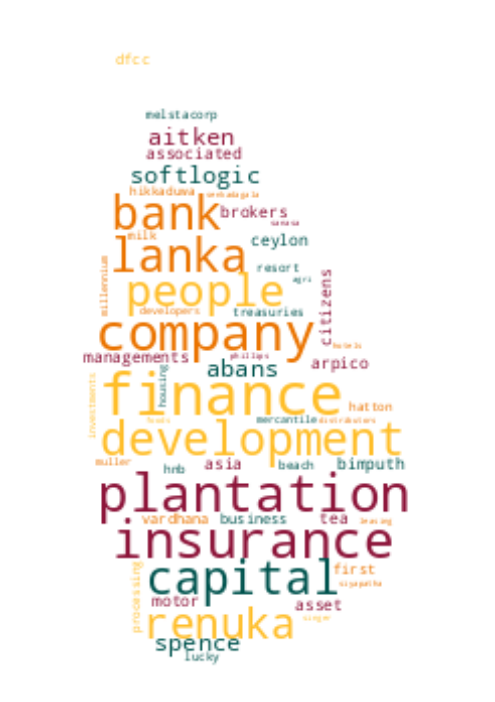 dfcc
melstacorp
aitken
associated
softlogic
hikkaduwa
bank
brokers
milk
ceylon
lanka
resort
agri
millennium
people
citizens
developers
treasuries
company
hotels
managements
phillips
arpico
abans
housing
finance
investments
hatton
foods
mercantile
distributors
development
muller
hnb
asia
beach
bimputh
plantation
vardhana
business
tea
leasing
insurance
capital
first
siyapatha
processing
motor
asset
renuka
singer
spence
lucky